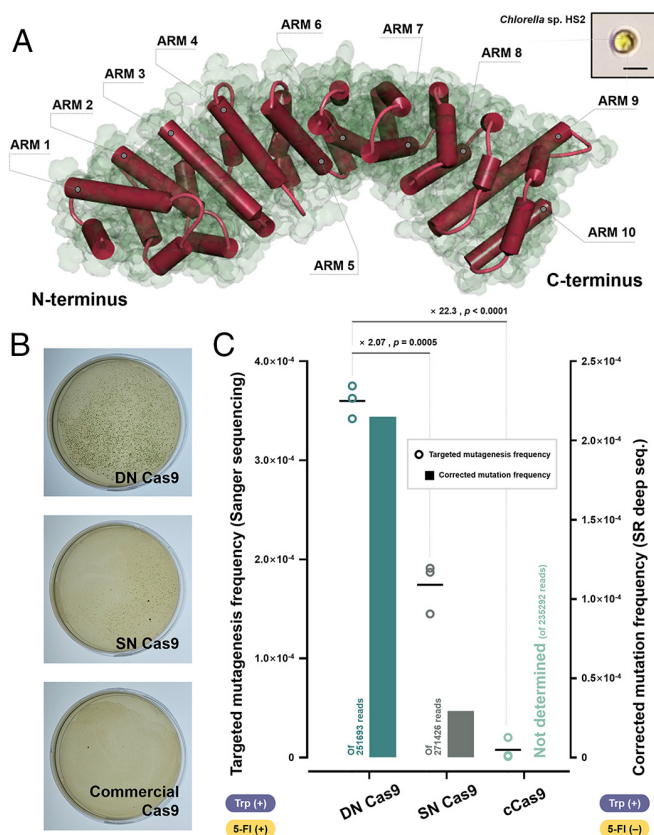 A
Chlorella sp. HS2
ARM 1
ARM 2
ARM 3
ARM 4
ARM 6
ARM 7
ARM 8
ARM 9
ARM 10
ARM 5
N-terminus
C-terminus
B
DN Cas9
SN Cas9
Commercial
Cas9
C
× 22.3 , p < 0.0001
× 2.07 , p = 0.0005
Targeted mutagenesis frequency (Sanger sequencing)
4.0×10⁻⁴
3.0×10⁻⁴
2.0×10⁻⁴
1.0×10⁻⁴
0
Targeted mutagenesis frequency
Corrected mutation frequency
Of
251693 reads
Of
271426 reads
Not determined (of 235292 reads)
2.5×10⁻⁴
2.0×10⁻⁴
1.5×10⁻⁴
1.0×10⁻⁴
0.5×10⁻⁴
0
Corrected mutation frequency (SR deep seq.)
DN Cas9
SN Cas9
cCas9
Trp (+)
5-FI (+)
Trp (+)
5-FI (–)